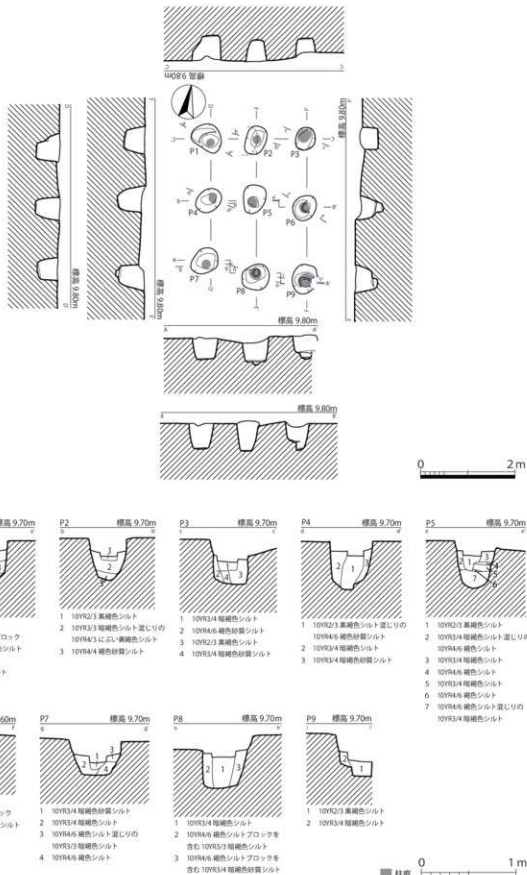 標高 9.80m
標高 9.80m
P1
P2
P3
P4
P5
P6
P7
P8
P9
標高 9.80m
標高 9.80m
標高 9.80m
標高 9.80m
0 2 m
標高 9.70m
P2 標高 9.70m
1 10YR2/3 黒褐色シルト
2 10YR3/3 暗褐色シルト混じりの
10YR4/3 にぶい黄褐色シルト
3 10YR4/4 褐色砂質シルト
P3 標高 9.70m
1 10YR3/4 暗褐色シルト
2 10YR4/6 褐色砂質シルト
3 10YR2/3 黒褐色シルト
4 10YR3/4 暗褐色砂質シルト
P4 標高 9.70m
1 10YR2/3 黒褐色シルト混じりの
10YR4/6 褐色砂質シルト
2 10YR3/4 暗褐色シルト
3 10YR3/4 暗褐色砂質シルト
P5 標高 9.70m
1 10YR2/3 黒褐色シルト
2 10YR3/4 暗褐色シルト混じりの
10YR4/6 褐色シルト
3 10YR3/4 暗褐色シルト
4 10YR4/6 褐色シルト
5 10YR3/4 暗褐色シルト
6 10YR4/6 褐色シルト
7 10YR4/6 褐色シルト混じりの
10YR3/4 暗褐色シルト
P7 標高 9.70m
1 10YR3/4 暗褐色砂質シルト
2 10YR3/4 暗褐色シルト
3 10YR4/6 褐色シルト混じりの
10YR3/3 暗褐色シルト
4 10YR4/6 褐色シルト
P8 標高 9.70m
1 10YR3/4 暗褐色シルト
2 10YR4/6 褐色シルトブロックを
含む 10YR3/3 暗褐色シルト
3 10YR4/6 褐色シルトブロックを
含む 10YR3/4 暗褐色砂質シルト
P9 標高 9.70m
1 10YR2/3 黒褐色シルト
2 10YR3/4 暗褐色シルト
柱痕
0 1 m